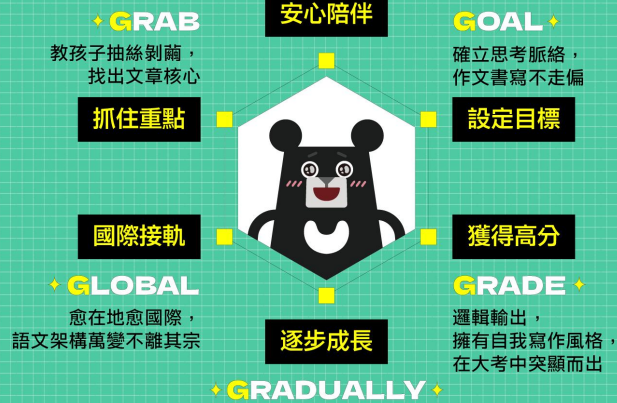 安心陪伴
GRAB
教孩子抽絲剝繭，
找出文章核心
抓住重點
GOAL
確立思考脈絡，
作文書寫不走偏
設定目標
國際接軌
GLOBAL
愈在地愈國際，
語文架構萬變不離其宗
獲得高分
GRADE
邏輯輸出，
擁有自我寫作風格，
在大考中突顯而出
逐步成長
GRADUALLY